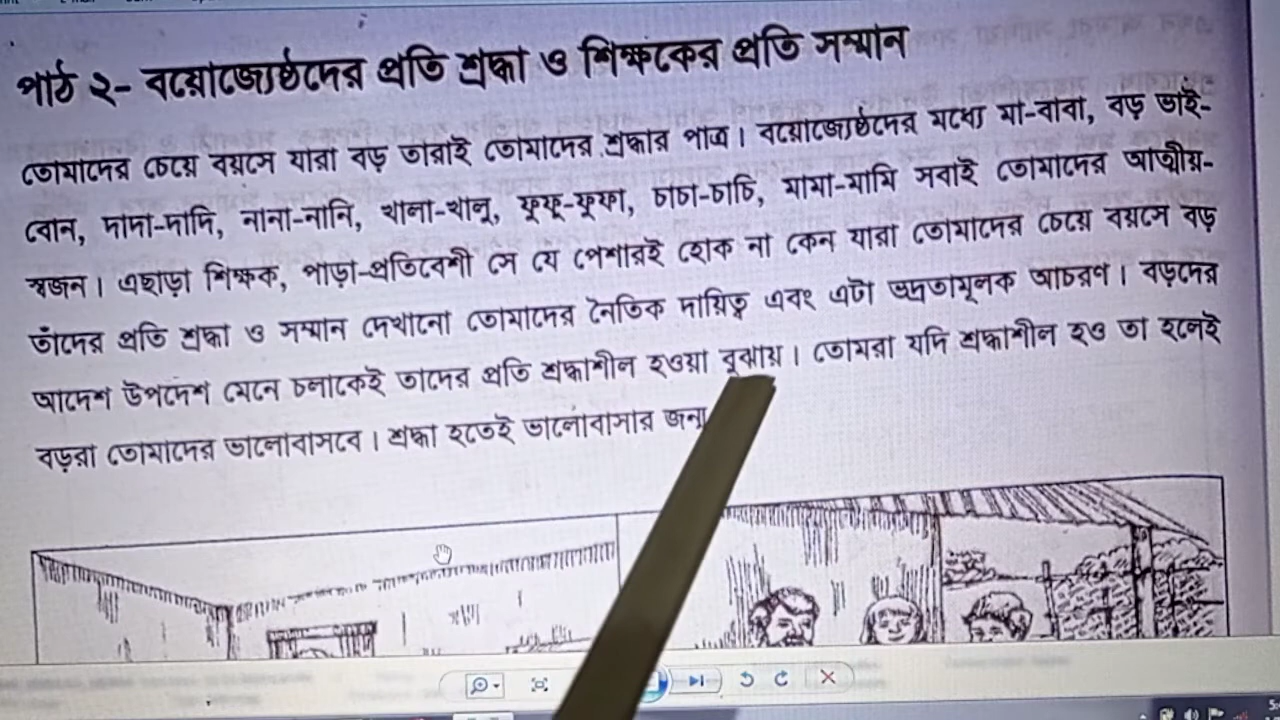 পাঠ ২- বয়োজ্যেষ্ঠদের প্রতি শ্রদ্ধা ও শিক্ষকের প্রতি সম্মান
তোমাদের চেয়ে বয়সে যারা বড় তারাই তোমাদের শ্রদ্ধার পাত্র। বয়োজ্যেষ্ঠদের মধ্যে মা-বাবা, বড় ভাই-
বোন, দাদা-দাদি, নানা-নানি, খালা-খালু, ফুফু-ফুফা, চাচা-চাচি, মামা-মামি সবাই তোমাদের আত্মীয়-
স্বজন। এছাড়া শিক্ষক, পাড়া-প্রতিবেশী সে যে পেশারই হোক না কেন যারা তোমাদের চেয়ে বয়সে বড়
তাঁদের প্রতি শ্রদ্ধা ও সম্মান দেখানো তোমাদের নৈতিক দায়িত্ব এবং এটা ভদ্রতামূলক আচরণ। বড়দের
আদেশ উপদেশ মেনে চলাকেই তাদের প্রতি শ্রদ্ধাশীল হওয়া বুঝায়। তোমরা যদি শ্রদ্ধাশীল হও তা হলেই
বড়রা তোমাদের ভালোবাসবে। শ্রদ্ধা হতেই ভালোবাসার জন্ম